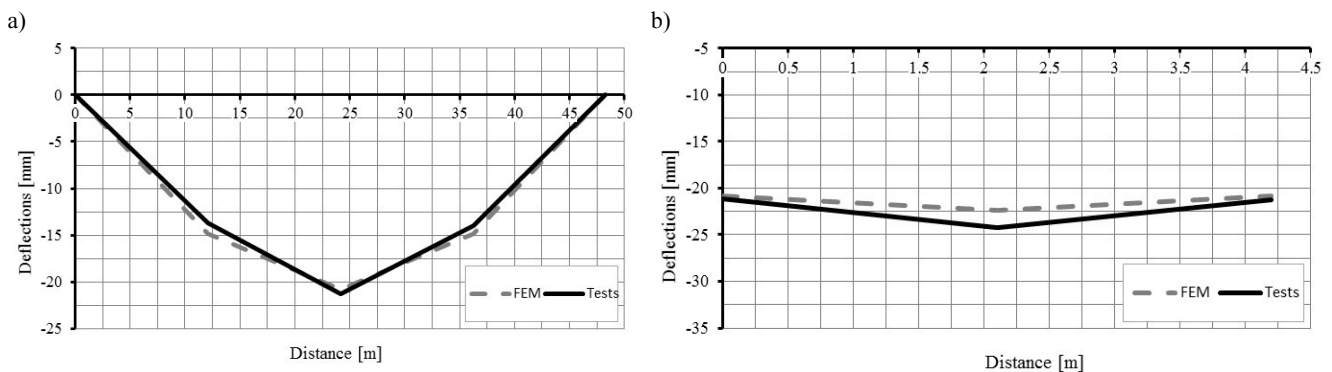 a)
5
0
0 5 10 15 20 25 30 35 40 45 50
-5
-10
-15
-20
-25
Deflections [mm]
FEM Tests
Distance [m]
b)
-5
0 0.5 1 1.5 2 2.5 3 3.5 4 4.5
-10
-15
-20
-25
-30
-35
Deflections [mm]
FEM Tests
Distance [m]